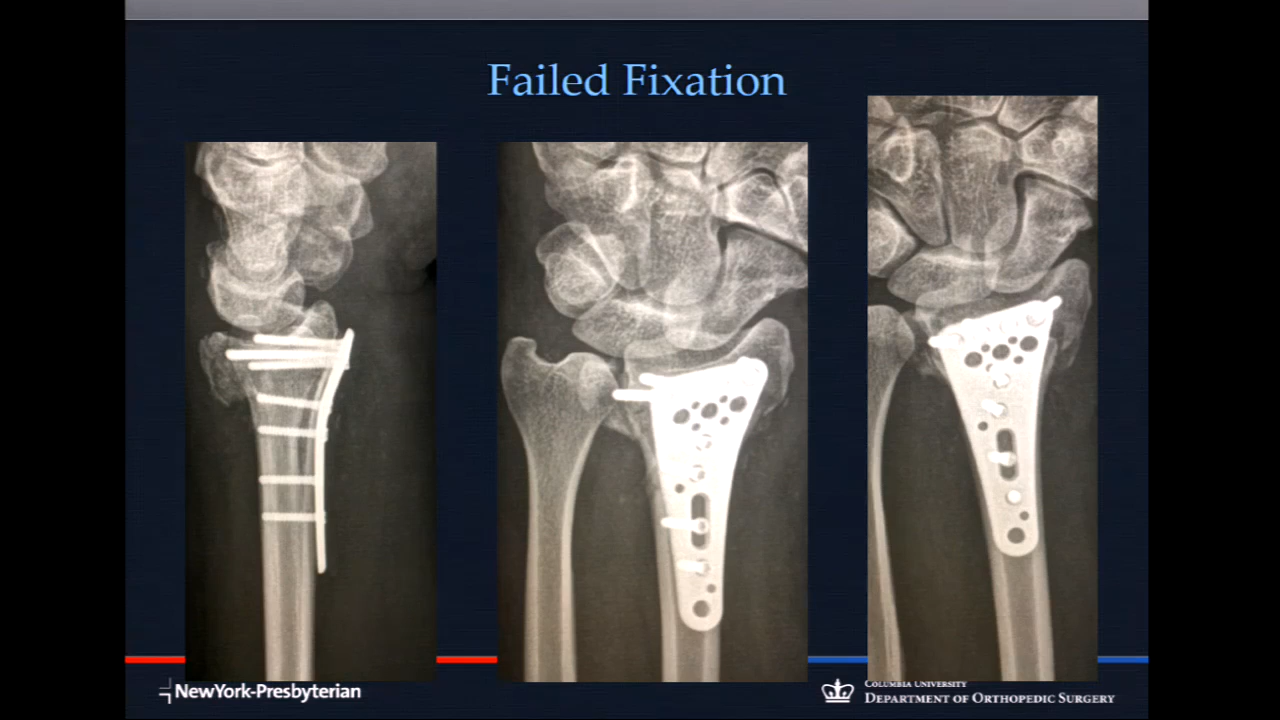 Failed Fixation
NewYork-Presbyterian
COLUMBIA UNIVERSITY
DEPARTMENT OF ORTHOPEDIC SURGERY